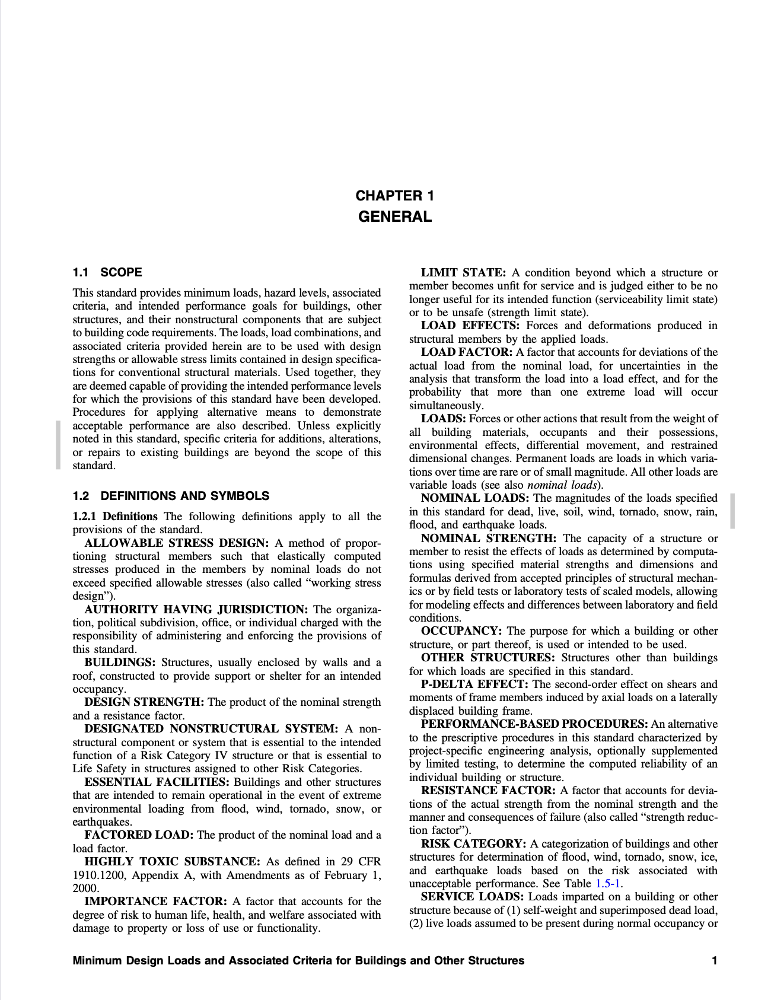 CHAPTER 1
GENERAL
1.1 SCOPE
This standard provides minimum loads, hazard levels, associated
criteria, and intended performance goals for buildings, other
structures, and their nonstructural components that are subject
to building code requirements. The loads, load combinations, and
associated criteria provided herein are to be used with design
strengths or allowable stress limits contained in design specifica-
tions for conventional structural materials. Used together, they
are deemed capable of providing the intended performance levels
for which the provisions of this standard have been developed.
Procedures for applying alternative means to demonstrate
acceptable performance are also described. Unless explicitly
noted in this standard, specific criteria for additions, alterations,
or repairs to existing buildings are beyond the scope of this
standard.
1.2 DEFINITIONS AND SYMBOLS
1.2.1 Definitions The following definitions apply to all the
provisions of the standard.
ALLOWABLE STRESS DESIGN: A method of propor-
tioning structural members such that elastically computed
stresses produced in the members by nominal loads do not
exceed specified allowable stresses (also called “working stress
design”).
AUTHORITY HAVING JURISDICTION: The organiza-
tion, political subdivision, office, or individual charged with the
responsibility of administering and enforcing the provisions of
this standard.
BUILDINGS: Structures, usually enclosed by walls and a
roof, constructed to provide support or shelter for an intended
occupancy.
DESIGN STRENGTH: The product of the nominal strength
and a resistance factor.
DESIGNATED NONSTRUCTURAL SYSTEM: A non-
structural component or system that is essential to the intended
function of a Risk Category IV structure or that is essential to
Life Safety in structures assigned to other Risk Categories.
ESSENTIAL FACILITIES: Buildings and other structures
that are intended to remain operational in the event of extreme
environmental loading from flood, wind, tornado, snow, or
earthquakes.
FACTORED LOAD: The product of the nominal load and a
load factor.
HIGHLY TOXIC SUBSTANCE: As defined in 29 CFR
1910.1200, Appendix A, with Amendments as of February 1,
2000.
IMPORTANCE FACTOR: A factor that accounts for the
degree of risk to human life, health, and welfare associated with
damage to property or loss of use or functionality.
LIMIT STATE: A condition beyond which a structure or
member becomes unfit for service and is judged either to be no
longer useful for its intended function (serviceability limit state)
or to be unsafe (strength limit state).
LOAD EFFECTS: Forces and deformations produced in
structural members by the applied loads.
LOAD FACTOR: A factor that accounts for deviations of the
actual load from the nominal load, for uncertainties in the
analysis that transform the load into a load effect, and for the
probability that more than one extreme load will occur
simultaneously.
LOADS: Forces or other actions that result from the weight of
all building materials, occupants and their possessions,
environmental effects, differential movement, and restrained
dimensional changes. Permanent loads are loads in which varia-
tions over time are rare or of small magnitude. All other loads are
variable loads (see also nominal loads).
NOMINAL LOADS: The magnitudes of the loads specified
in this standard for dead, live, soil, wind, tornado, snow, rain,
flood, and earthquake loads.
NOMINAL STRENGTH: The capacity of a structure or
member to resist the effects of loads as determined by computa-
tions using specified material strengths and dimensions and
formulas derived from accepted principles of structural mechan-
ics or by field tests or laboratory tests of scaled models, allowing
for modeling effects and differences between laboratory and field
conditions.
OCCUPANCY: The purpose for which a building or other
structure, or part thereof, is used or intended to be used.
OTHER STRUCTURES: Structures other than buildings
for which loads are specified in this standard.
P-DELTA EFFECT: The second-order effect on shears and
moments of frame members induced by axial loads on a laterally
displaced building frame.
PERFORMANCE-BASED PROCEDURES: An alternative
to the prescriptive procedures in this standard characterized by
project-specific engineering analysis, optionally supplemented
by limited testing, to determine the computed reliability of an
individual building or structure.
RESISTANCE FACTOR: A factor that accounts for devia-
tions of the actual strength from the nominal strength and the
manner and consequences of failure (also called “strength reduc-
tion factor”).
RISK CATEGORY: A categorization of buildings and other
structures for determination of flood, wind, tornado, snow, ice,
and earthquake loads based on the risk associated with
unacceptable performance. See Table 1.5-1.
SERVICE LOADS: Loads imparted on a building or other
structure because of (1) self-weight and superimposed dead load,
(2) live loads assumed to be present during normal occupancy or
Minimum Design Loads and Associated Criteria for Buildings and Other Structures 1